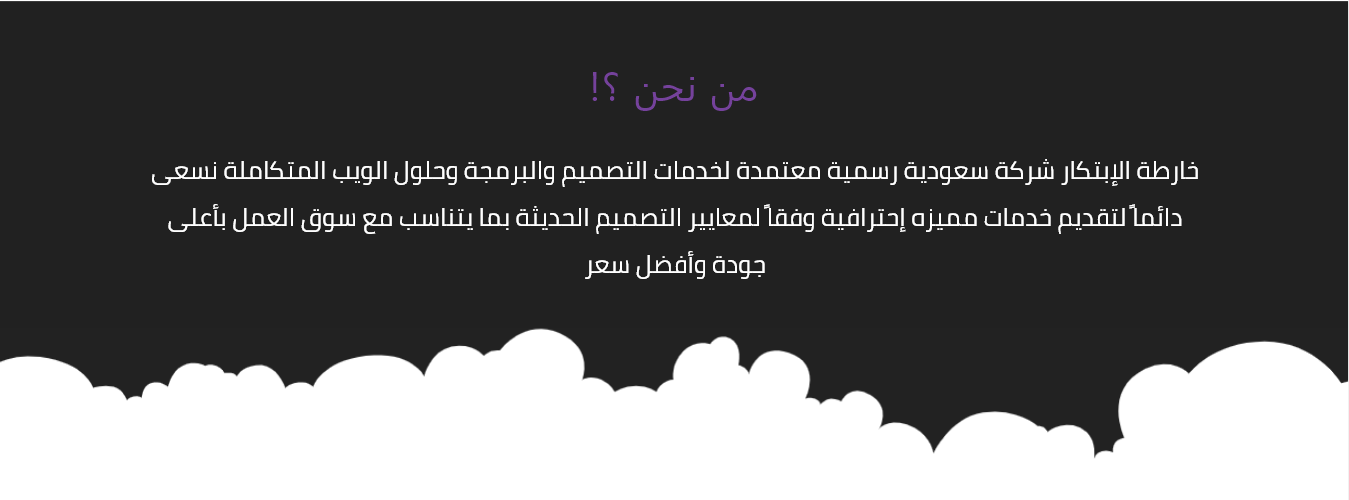 من نحن ؟!
خارطة الإبتكار شركة سعودية رسمية معتمدة لخدمات التصميم والبرمجة وحلول الويب المتكاملة نسعى
دائماً لتقديم خدمات مميزه إحترافية وفقاً لمعايير التصميم الحديثة بما يتناسب مع سوق العمل بأعلى
جودة وأفضل سعر